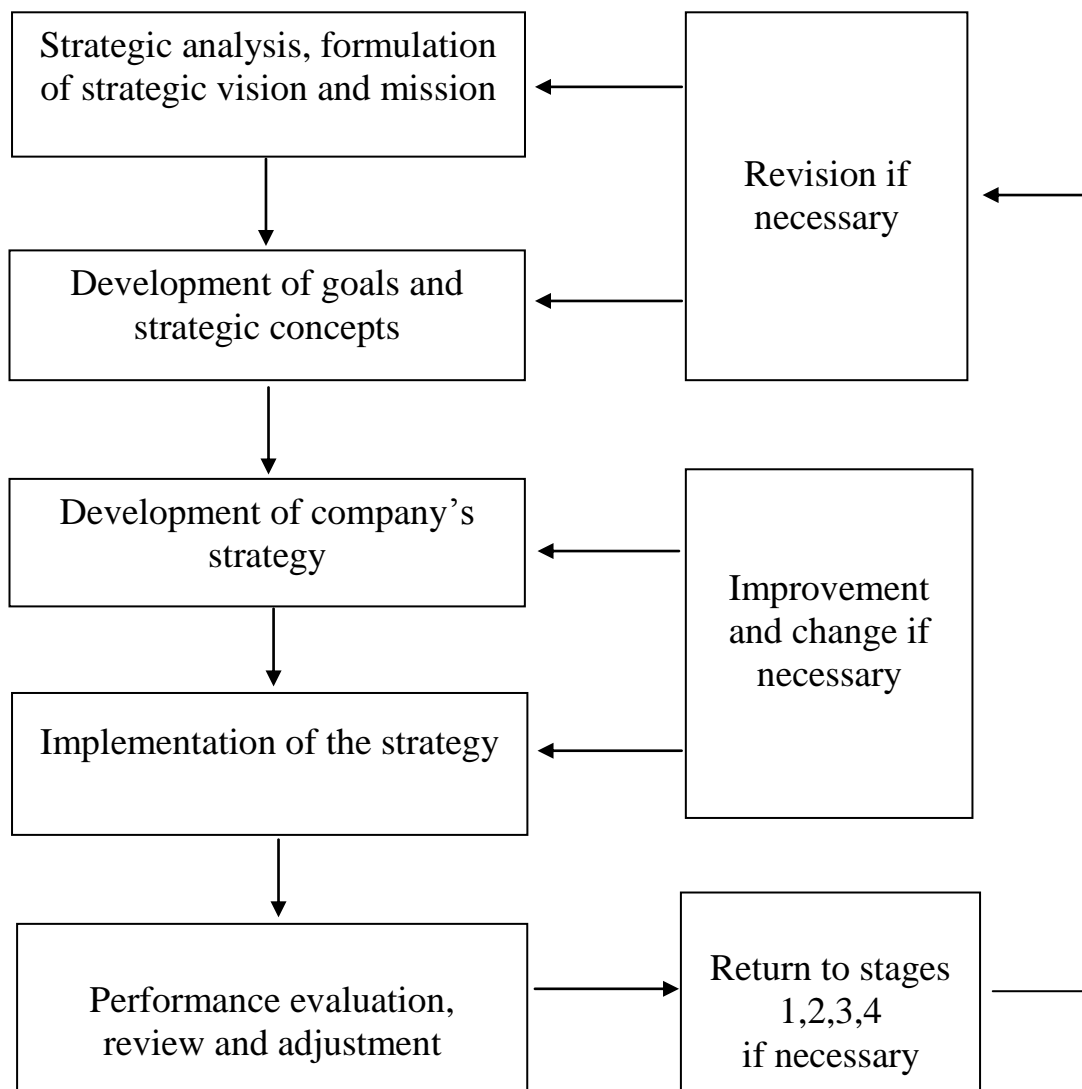 Strategic analysis, formulation
of strategic vision and mission
Revision if
necessary
Development of goals and
strategic concepts
Development of company’s
strategy
Improvement
and change if
necessary
Implementation of the strategy
Performance evaluation,
review and adjustment
Return to stages
1,2,3,4
if necessary